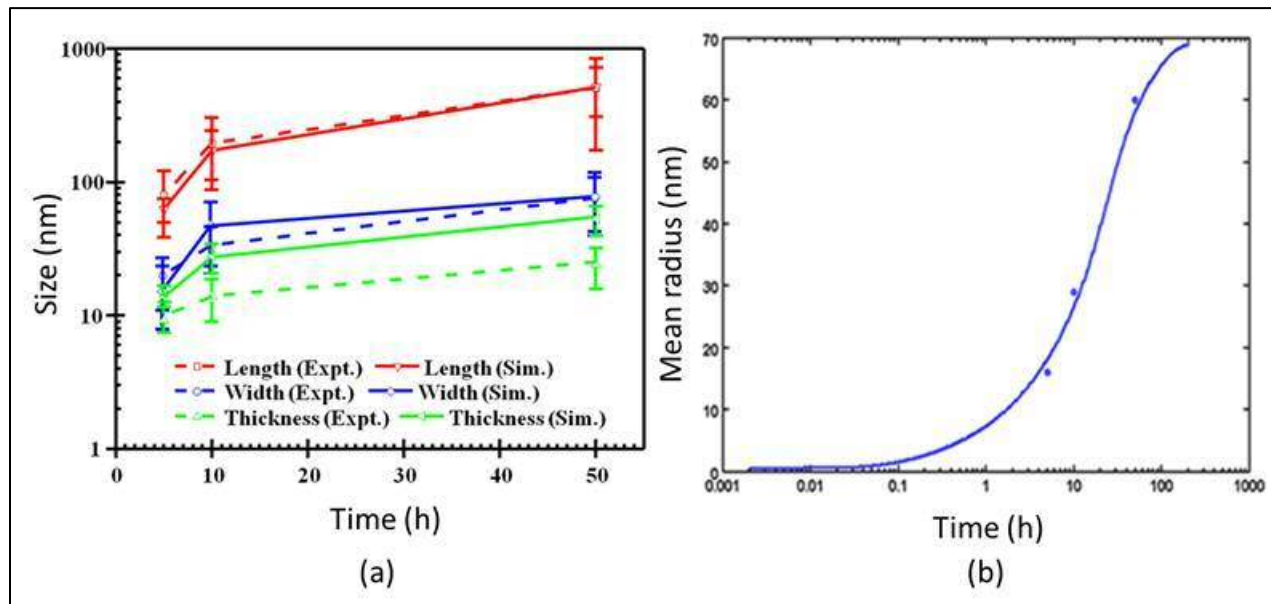 1000
100
10
1
Size (nm)
Length (Expt.) Length (Sim.)
Width (Expt.) Width (Sim.)
Thickness (Expt.) Thickness (Sim.)
0 10 20 30 40 50
Time (h)
(a)
70
60
50
40
30
20
10
0
Mean radius (nm)
0.001 0.01 0.1 1 10 100 1000
Time (h)
(b)